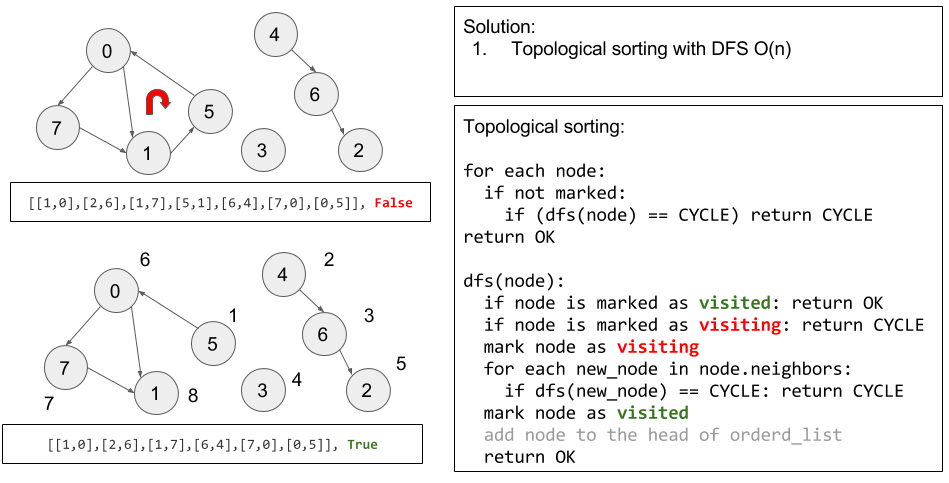 0
7
1
5
4
6
3
2
[[1,0],[2,6],[1,7],[5,1],[6,4],[7,0],[0,5]], False
6
0
1
5
7
7
1
8
4
2
6
3
3
4
2
5
[[1,0],[2,6],[1,7],[6,4],[7,0],[0,5]], True
Solution:
1. Topological sorting with DFS O(n)
Topological sorting:
for each node:
if not marked:
if (dfs(node) == CYCLE) return CYCLE
return OK
dfs(node):
if node is marked as visited: return OK
if node is marked as visiting: return CYCLE
mark node as visiting
for each new_node in node.neighbors:
if dfs(new_node) == CYCLE: return CYCLE
mark node as visited
add node to the head of orderd_list
return OK